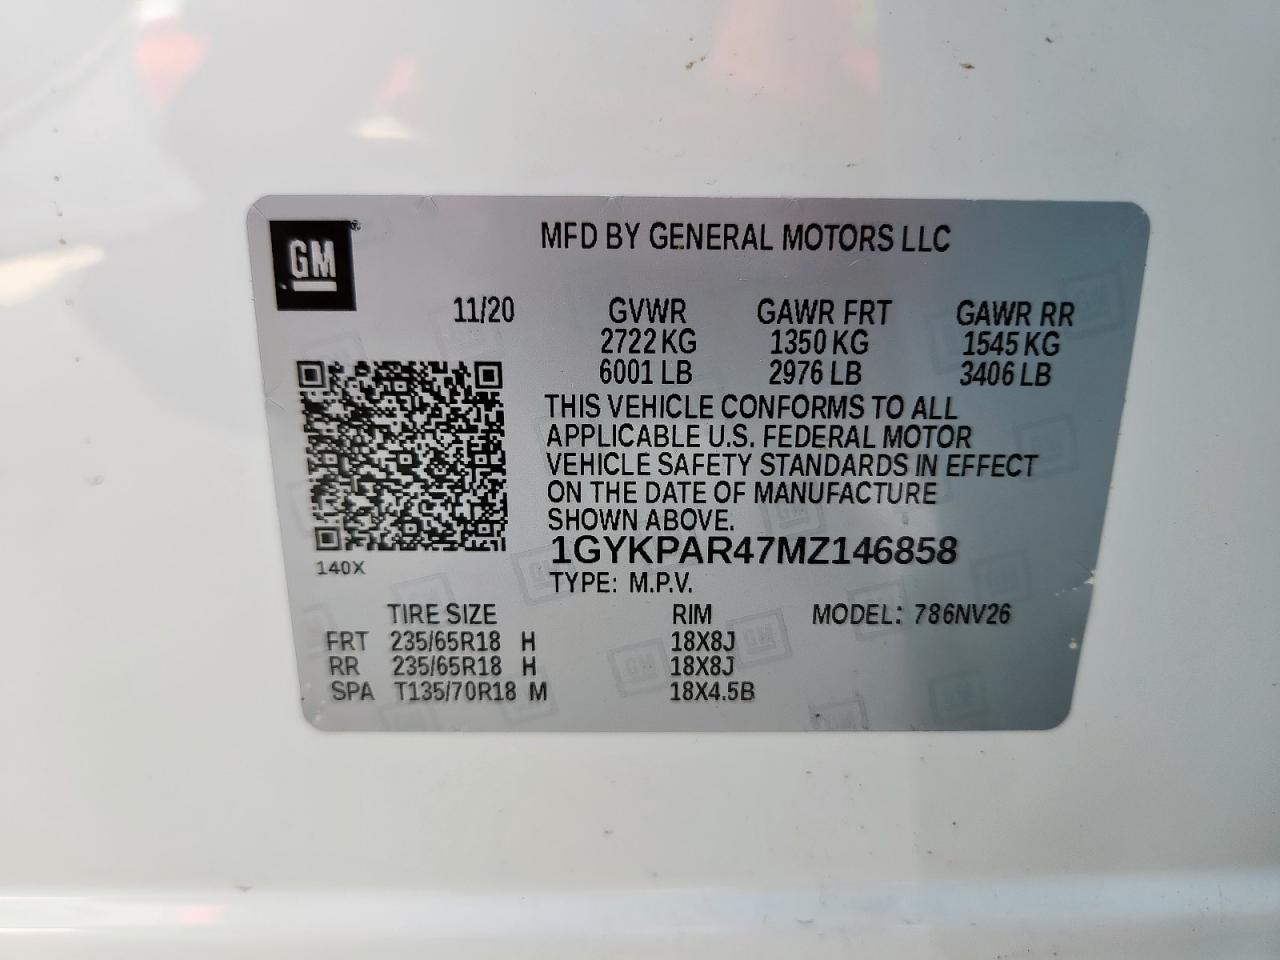 GM
MFD BY GENERAL MOTORS LLC
11/20 GVWR GAWR FRT GAWR RR
2722 KG 1350 KG 1545 KG
6001 LB 2976 LB 3406 LB
THIS VEHICLE CONFORMS TO ALL
APPLICABLE U.S. FEDERAL MOTOR
VEHICLE SAFETY STANDARDS IN EFFECT
ON THE DATE OF MANUFACTURE
SHOWN ABOVE.
1GYKPAR47MZ146858
140X
TYPE: M.P.V.
TIRE SIZE RIM MODEL: 786NV26
FRT 235/65R18 H 18X8J
RR 235/65R18 H 18X8J
SPA T135/70R18 M 18X4.5B